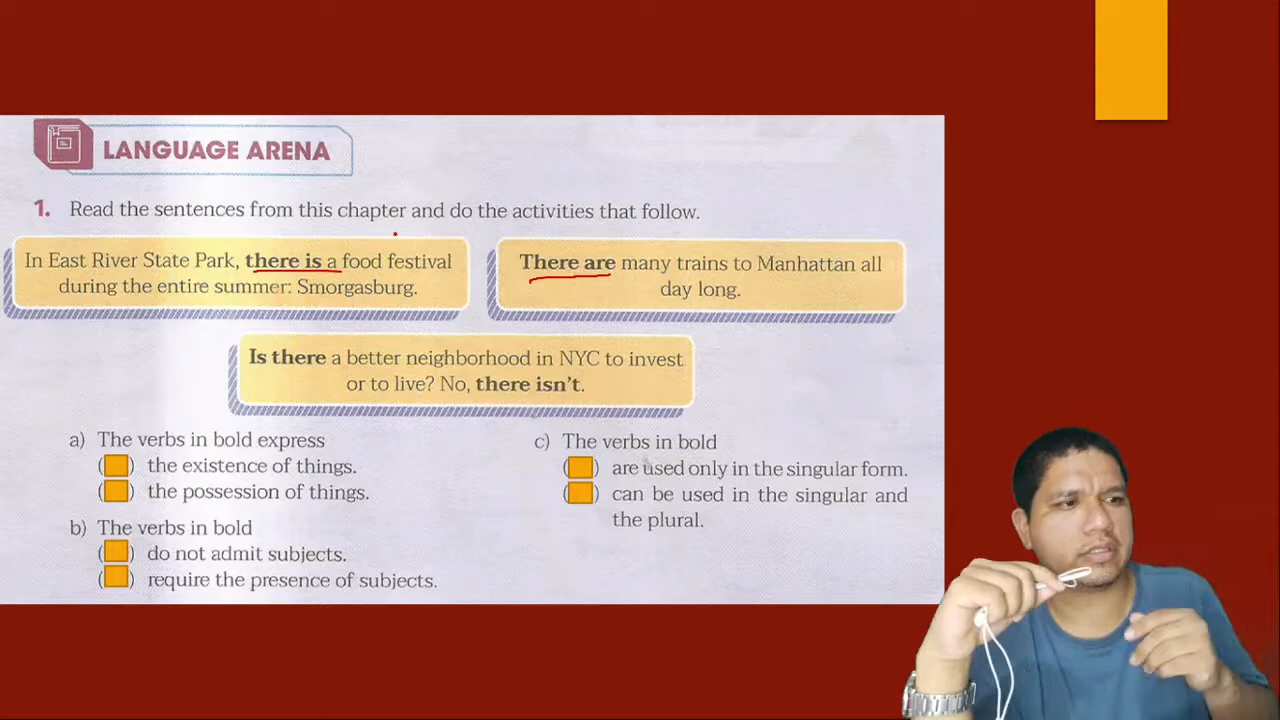 LANGUAGE ARENA
1. Read the sentences from this chapter and do the activities that follow.
In East River State Park, there is a food festival
during the entire summer: Smorgasburg.
There are many trains to Manhattan all
day long.
Is there a better neighborhood in NYC to invest
or to live? No, there isn't.
a) The verbs in bold express
( ) the existence of things.
( ) the possession of things.
b) The verbs in bold
( ) do not admit subjects.
( ) require the presence of subjects.
c) The verbs in bold
( ) are used only in the singular form.
( ) can be used in the singular and
the plural.